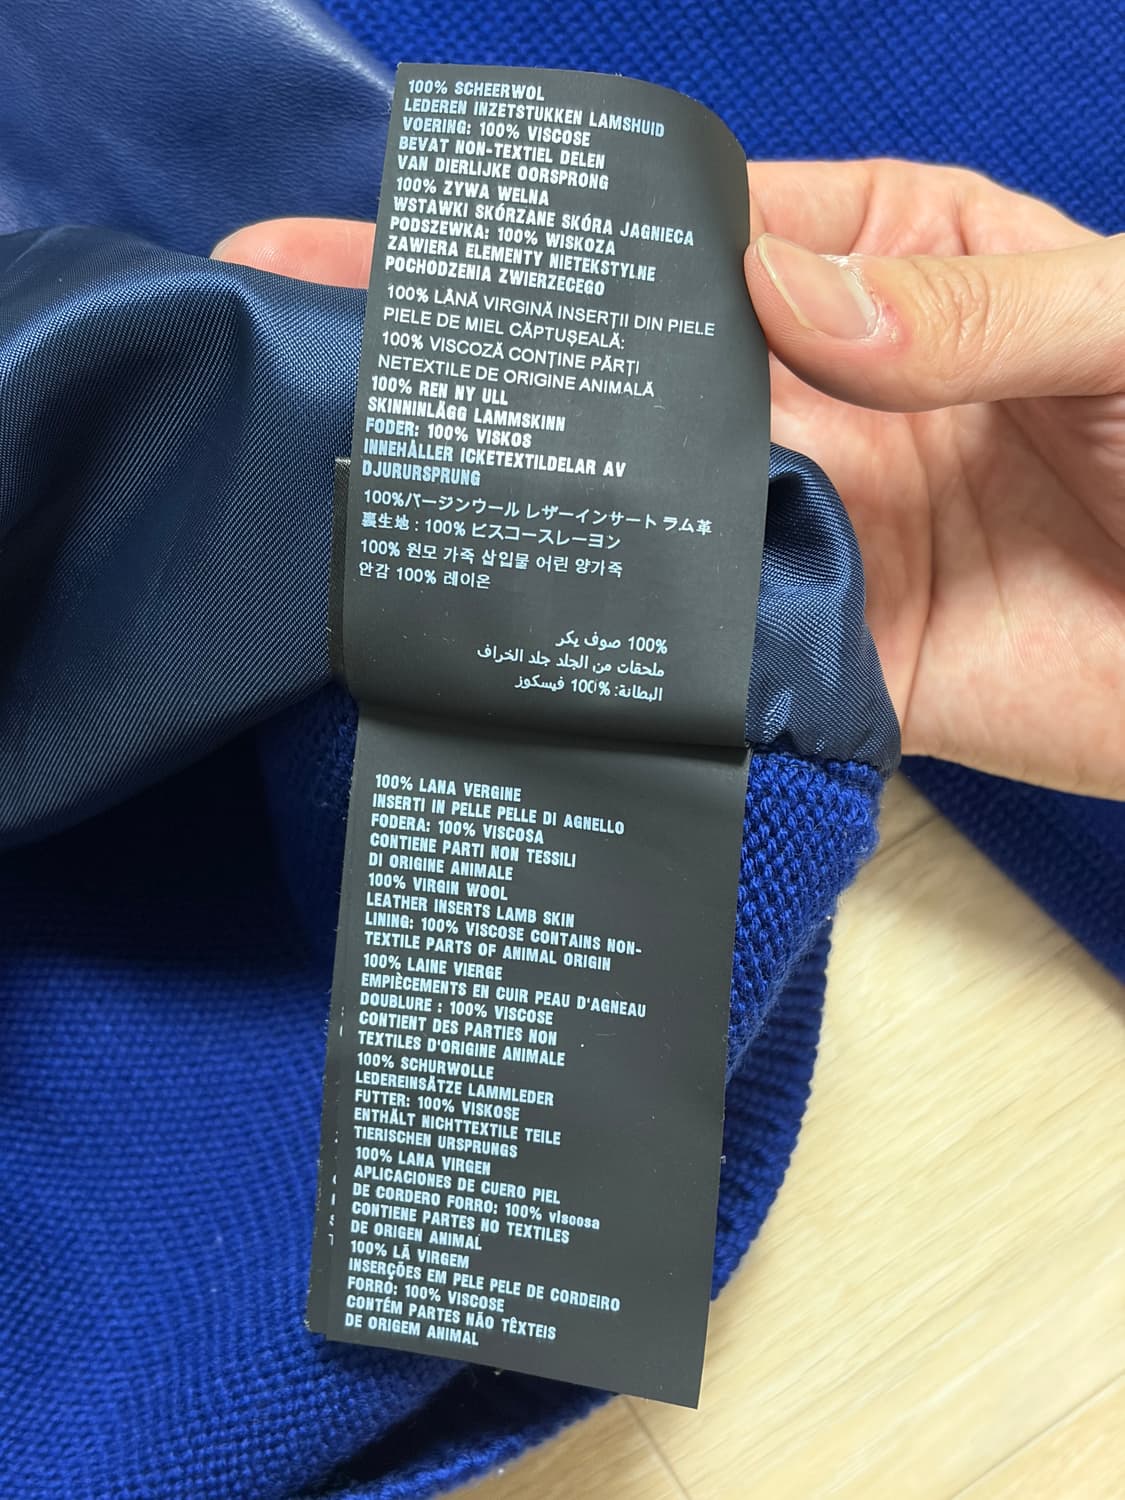 100% SCHEERWOL
LEDEREN INZETSTUKKEN LAMSHUID
VOERING: 100% VISCOSE
BEVAT NON-TEXTIEL DELEN
VAN DIERLIJKE OORSPRONG
100% ZYWA WELNA
WSTAWKI SKÓRZANE SKÓRA JAGNIECA
PODSZEWKA: 100% WISKOZA
ZAWIERA ELEMENTY NIETEKSTYLNE
POCHODZENIA ZWIERZECEGO
100% LÂNĂ VIRGINĂ INSERȚII DIN PIELE
PIELE DE MIEL CĂPTUȘEALĂ:
100% VISCOZĂ CONȚINE PĂRȚI
NETEXTILE DE ORIGINE ANIMALĂ
100% REN NY ULL
SKINNINLÄGG LAMMSKINN
FODER: 100% VISKOS
INNEHÅLLER ICKETEXTILDELAR AV
DJURURSPRUNG
100%バージンウール レザーインサート ラム革
裏生地 : 100% ビスコースレーヨン
100% 원모 가죽 삽입물 어린 양가죽
안감 100% 레이온
100% صوف يكر
ملحقات من الجلد جلد الخراف
البطانة: 100% فيسكوز
100% LANA VERGINE
INSERTI IN PELLE PELLE DI AGNELLO
FODERA: 100% VISCOSA
CONTIENE PARTI NON TESSILI
DI ORIGINE ANIMALE
100% VIRGIN WOOL
LEATHER INSERTS LAMB SKIN
LINING: 100% VISCOSE CONTAINS NON-
TEXTILE PARTS OF ANIMAL ORIGIN
100% LAINE VIERGE
EMPIÈCEMENTS EN CUIR PEAU D'AGNEAU
DOUBLURE : 100% VISCOSE
CONTIENT DES PARTIES NON
TEXTILES D'ORIGINE ANIMALE
100% SCHURWOLLE
LEDEREINSÄTZE LAMMLEDER
FUTTER: 100% VISKOSE
ENTHÄLT NICHTTEXTILE TEILE
TIERISCHEN URSPRUNGS
100% LANA VIRGEN
APLICACIONES DE CUERO PIEL
DE CORDERO FORRO: 100% viscosa
CONTIENE PARTES NO TEXTILES
DE ORIGEN ANIMAL
100% LÃ VIRGEM
INSERÇÕES EM PELE PELE DE CORDEIRO
FORRO: 100% VISCOSE
CONTÉM PARTES NÃO TÊXTEIS
DE ORIGEM ANIMAL